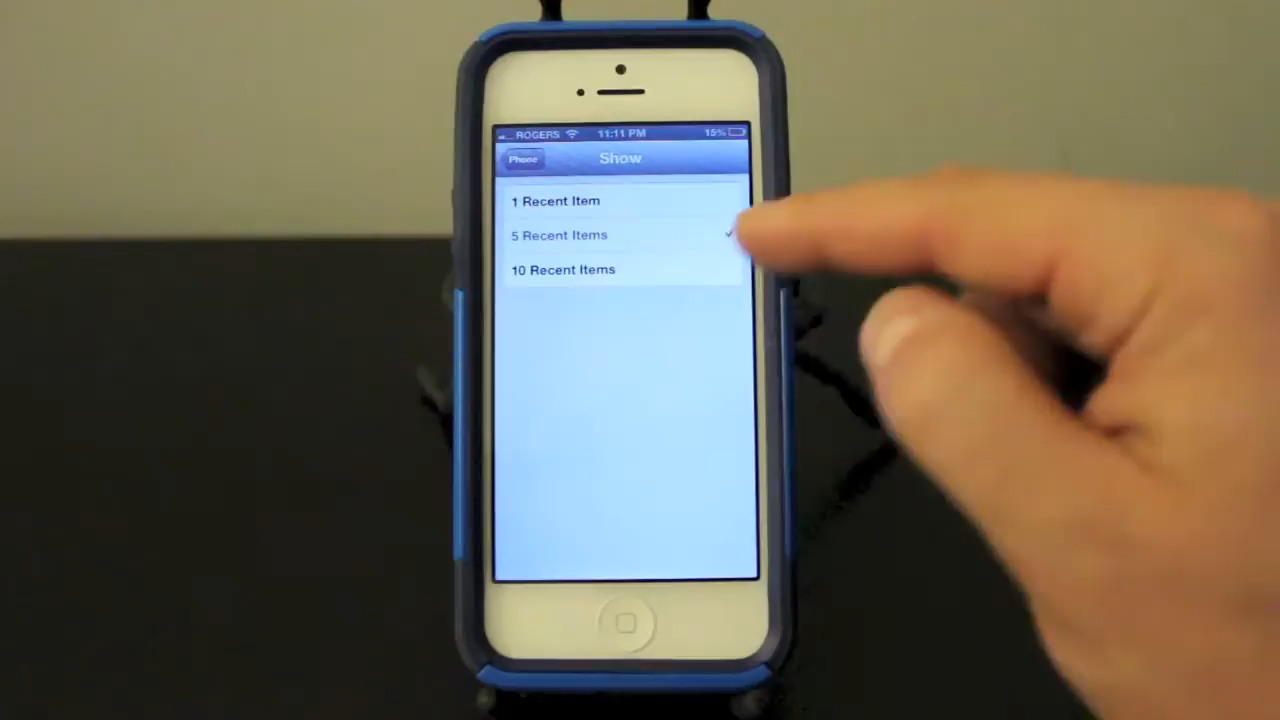 ROGERS 11:11 PM 15%
Phone Show
1 Recent Item
5 Recent Items
10 Recent Items